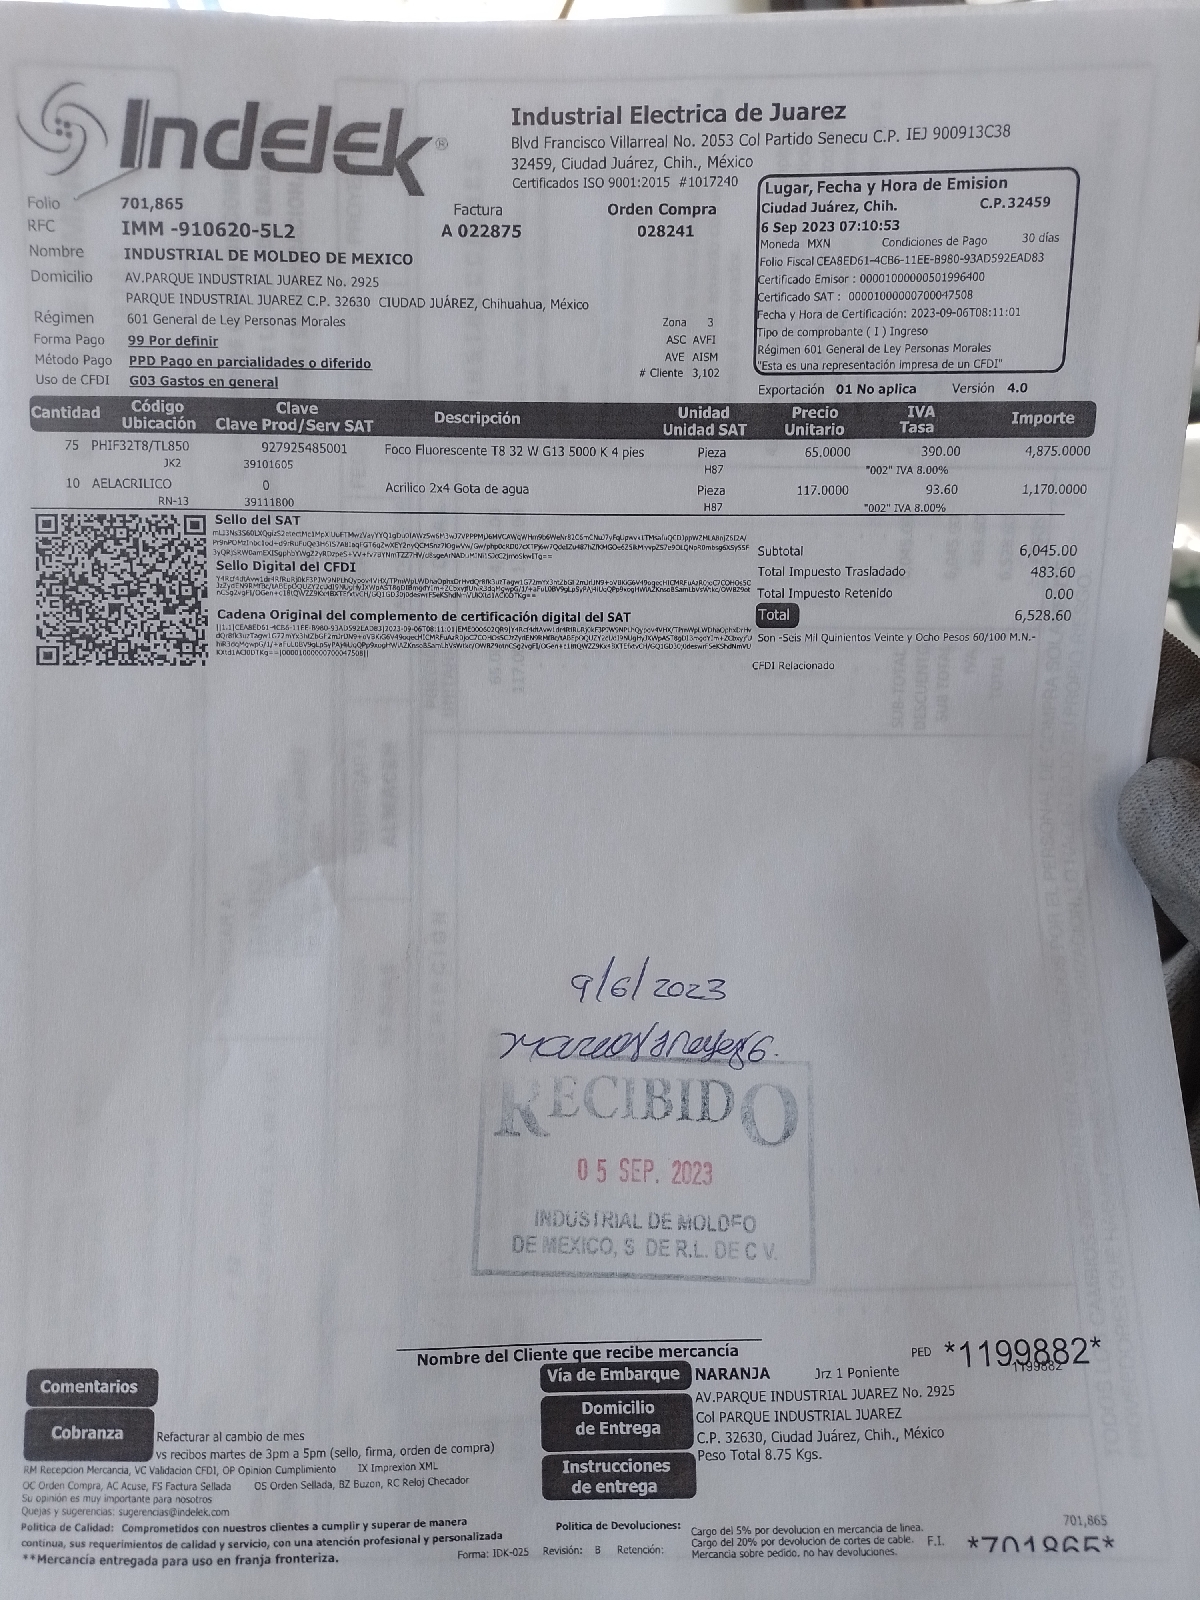 Indelek®
Industrial Electrica de Juarez
Blvd Francisco Villarreal No. 2053 Col Partido Senecu C.P. IEJ 900913C38
32459, Ciudad Juárez, Chih., México
Certificados ISO 9001:2015 #1017240
Folio 701,865
RFC IMM -910620-5L2
Factura
A 022875
Orden Compra
028241
Nombre INDUSTRIAL DE MOLDEO DE MEXICO
Domicilio AV.PARQUE INDUSTRIAL JUAREZ No. 2925
PARQUE INDUSTRIAL JUAREZ C.P. 32630 CIUDAD JUÁREZ, Chihuahua, México
Régimen 601 General de Ley Personas Morales
Forma Pago 99 Por definir
Método Pago PPD Pago en parcialidades o diferido
Uso de CFDI G03 Gastos en general
Zona 3
ASC AVFI
AVE AISM
# Cliente 3,102
Lugar, Fecha y Hora de Emision
Ciudad Juárez, Chih. C.P.32459
6 Sep 2023 07:10:53
Moneda MXN Condiciones de Pago 30 días
Folio Fiscal CEA8ED61-4CB6-11EE-B980-93AD592EAD83
Certificado Emisor : 00001000000501996400
Certificado SAT : 00001000000700047508
Fecha y Hora de Certificación: 2023-09-06T08:11:01
Tipo de comprobante ( I ) Ingreso
Régimen 601 General de Ley Personas Morales
"Esta es una representación impresa de un CFDI"
Exportación 01 No aplica Versión 4.0
Cantidad Código Ubicación Clave Clave Prod/Serv SAT Descripción Unidad Unidad SAT Precio Unitario IVA Tasa Importe
75 PHIF32T8/TL850 927925485001 Foco Fluorescente T8 32 W G13 5000 K 4 pies Pieza 65.0000 390.00 4,875.0000
JK2 39101605 H87 "002" IVA 8.00%
10 AELACRILICO 0 Acrilico 2x4 Gota de agua Pieza 117.0000 93.60 1,170.0000
RN-13 39111800 H87 "002" IVA 8.00%
Sello del SAT
Sello Digital del CFDI
Cadena Original del complemento de certificación digital del SAT
Subtotal 6,045.00
Total Impuesto Trasladado 483.60
Total Impuesto Retenido 0.00
Total 6,528.60
Son -Seis Mil Quinientos Veinte y Ocho Pesos 60/100 M.N.-
CFDI Relacionado
9/6/2023
RECIBIDO
05 SEP. 2023
INDUSTRIAL DE MOLDEO
DE MEXICO, S DE R.L. DE C V.
Nombre del Cliente que recibe mercancía
PED *1199882*
1199882
Vía de Embarque NARANJA Jrz 1 Poniente
Domicilio de Entrega
AV.PARQUE INDUSTRIAL JUAREZ No. 2925
Col PARQUE INDUSTRIAL JUAREZ
C.P. 32630, Ciudad Juárez, Chih., México
Peso Total 8.75 Kgs.
Instrucciones de entrega
Comentarios
Cobranza
Refacturar al cambio de mes
vs recibos martes de 3pm a 5pm (sello, firma, orden de compra)
RM Recepcion Mercancia, VC Validacion CFDI, OP Opinion Cumplimiento IX Imprexion XML
OC Orden Compra, AC Acuse, FS Factura Sellada OS Orden Sellada, BZ Buzon, RC Reloj Checador
Su opinión es muy importante para nosotros
Quejas y sugerencias: sugerencias@indelek.com
Politica de Calidad: Comprometidos con nuestros clientes a cumplir y superar de manera
continua, sus requerimientos de calidad y servicio, con una atención profesional y personalizada
**Mercancía entregada para uso en franja fronteriza.
Forma: IDK-025 Revisión: B Retención:
Politica de Devoluciones:
Cargo del 5% por devolucion en mercancia de linea.
Cargo del 20% por devolucion de cortes de cable. F.I.
Mercancia sobre pedido, no hay devoluciones.
701,865
*701865*